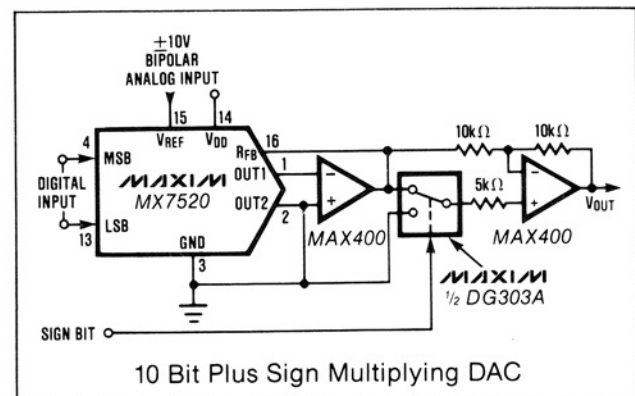 ±10V
BIPOLAR
ANALOG INPUT
4
15
14
VREF
VDD
16
RFB
10kΩ
10kΩ
MSB
OUT1
1
−
−
DIGITAL
INPUT
MAXIM
MX7520
OUT2
2
+
5kΩ
+
VOUT
13
LSB
MAX400
MAX400
GND
3
MAXIM
1/2 DG303A
SIGN BIT
10 Bit Plus Sign Multiplying DAC